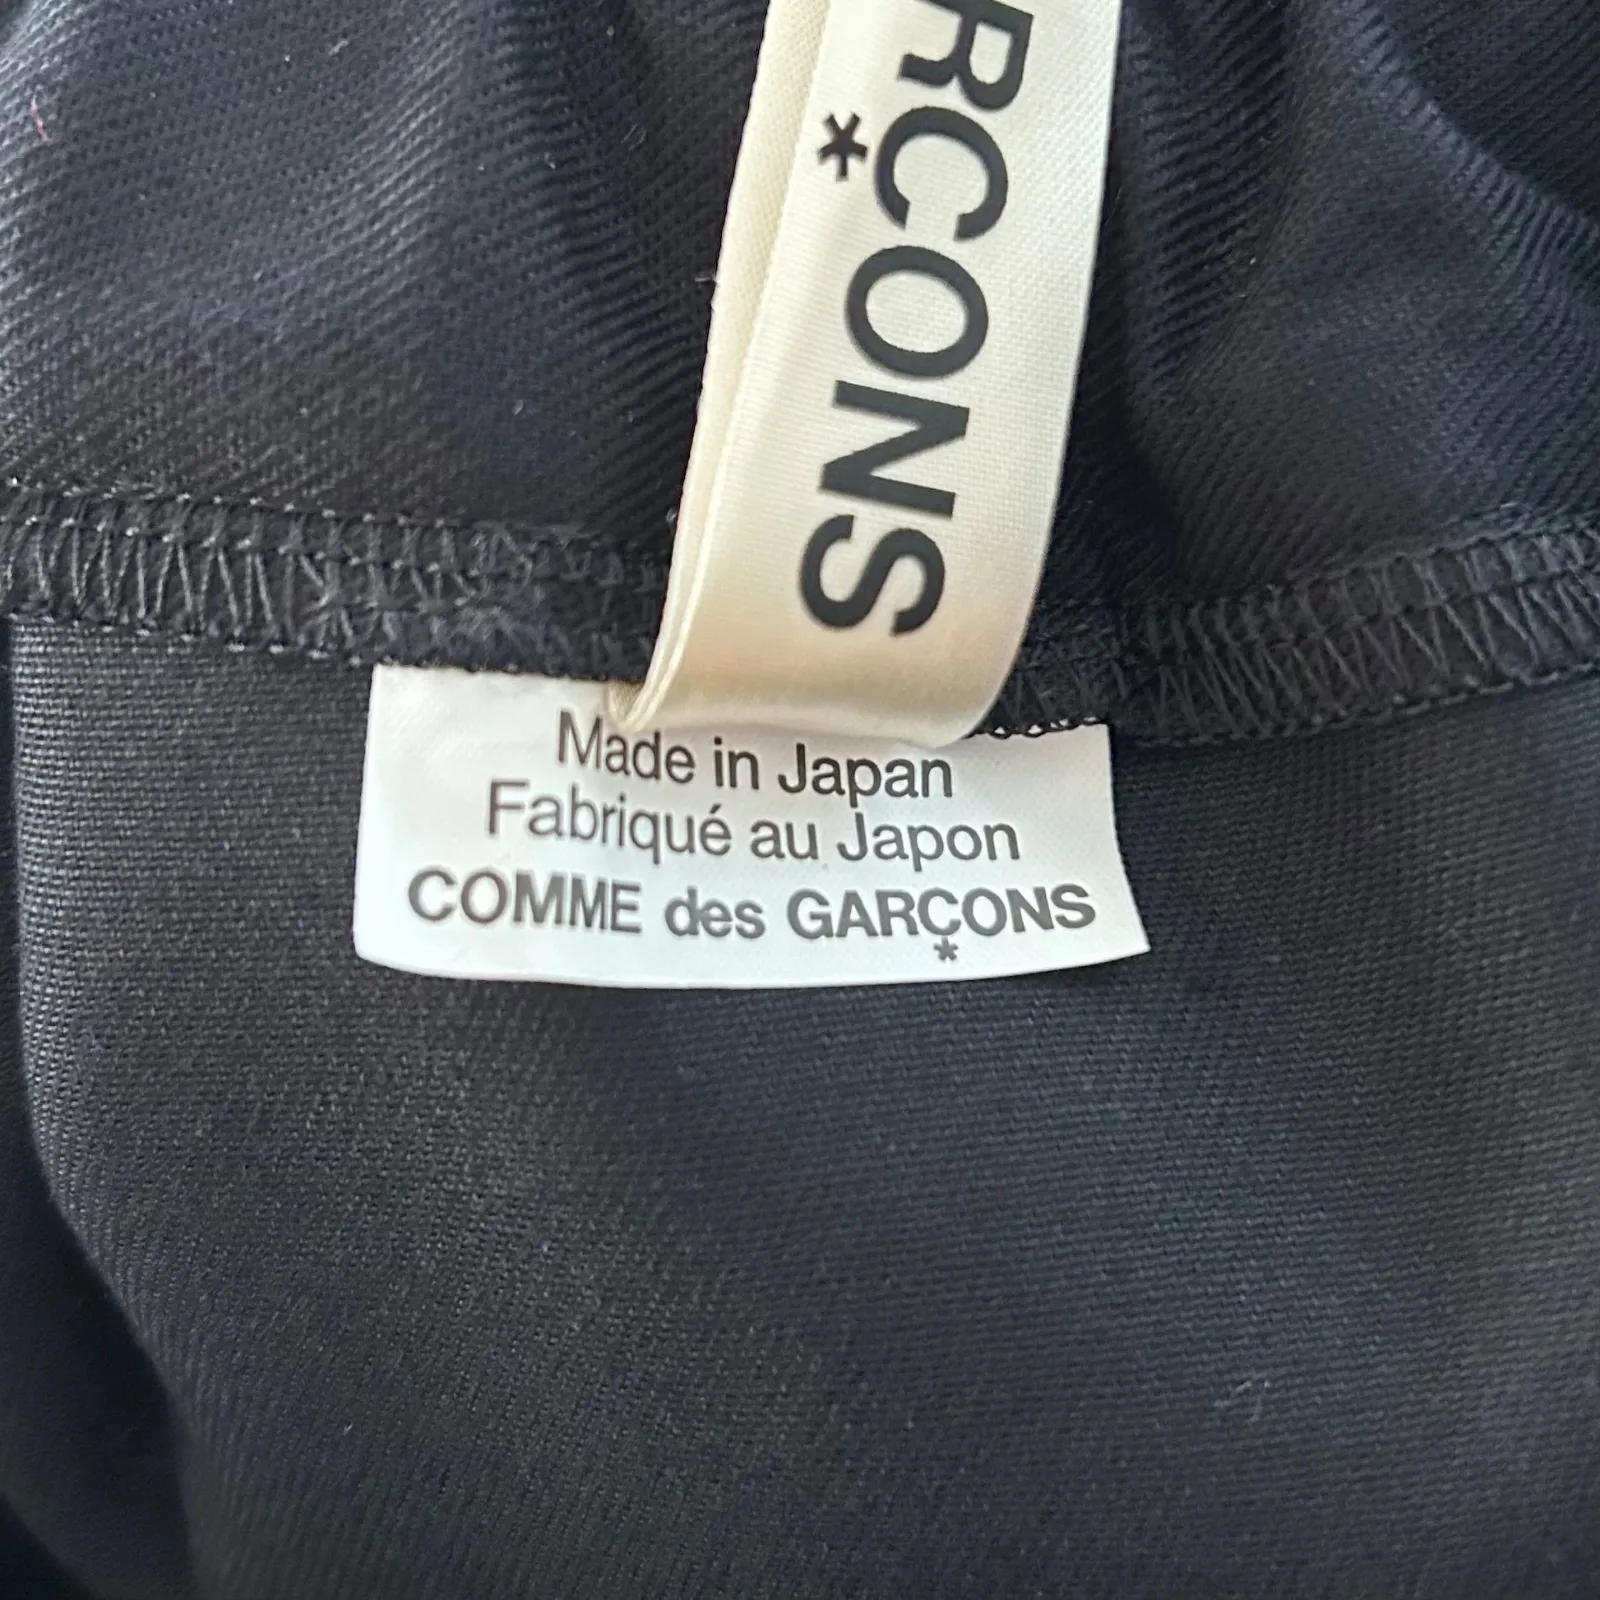 RÇONS
*
Made in Japan
Fabriqué au Japon
COMME des GARÇONS
*